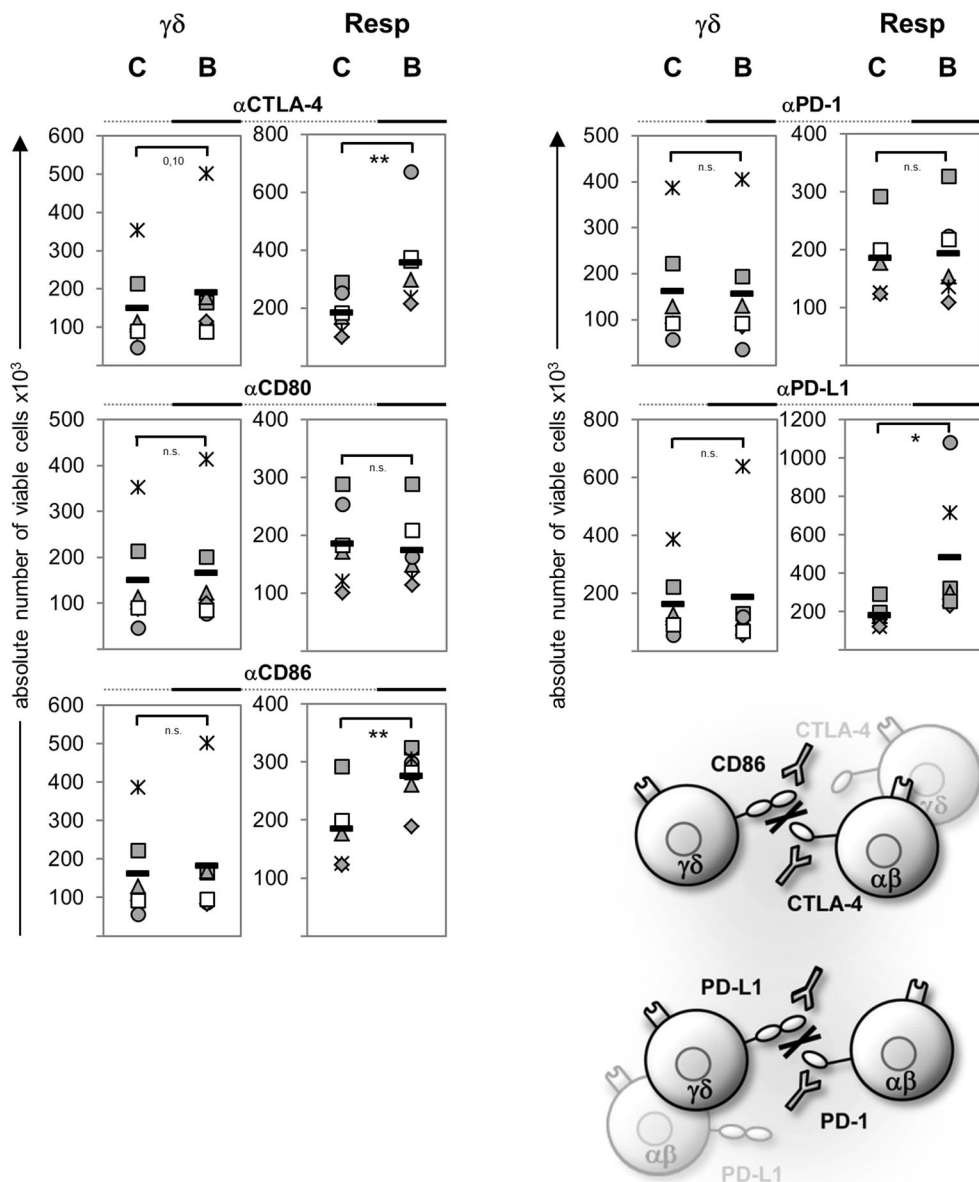 γδ Resp
C B C B
αCTLA-4
600
500
400
300
200
100
0,10
800
600
400
200
**
absolute number of viable cells x10³
αCD80
500
400
300
200
100
n.s.
400
300
200
100
n.s.
αCD86
600
500
400
300
200
100
n.s.
400
300
200
100
**
γδ Resp
C B C B
αPD-1
500
400
300
200
100
n.s.
400
300
200
100
n.s.
absolute number of viable cells x10³
αPD-L1
800
600
400
200
n.s.
1200
1000
800
600
400
200
*
CTLA-4
CD86
γδ
γδ
αβ
CTLA-4
PD-L1
γδ
αβ
PD-1
αβ
PD-L1